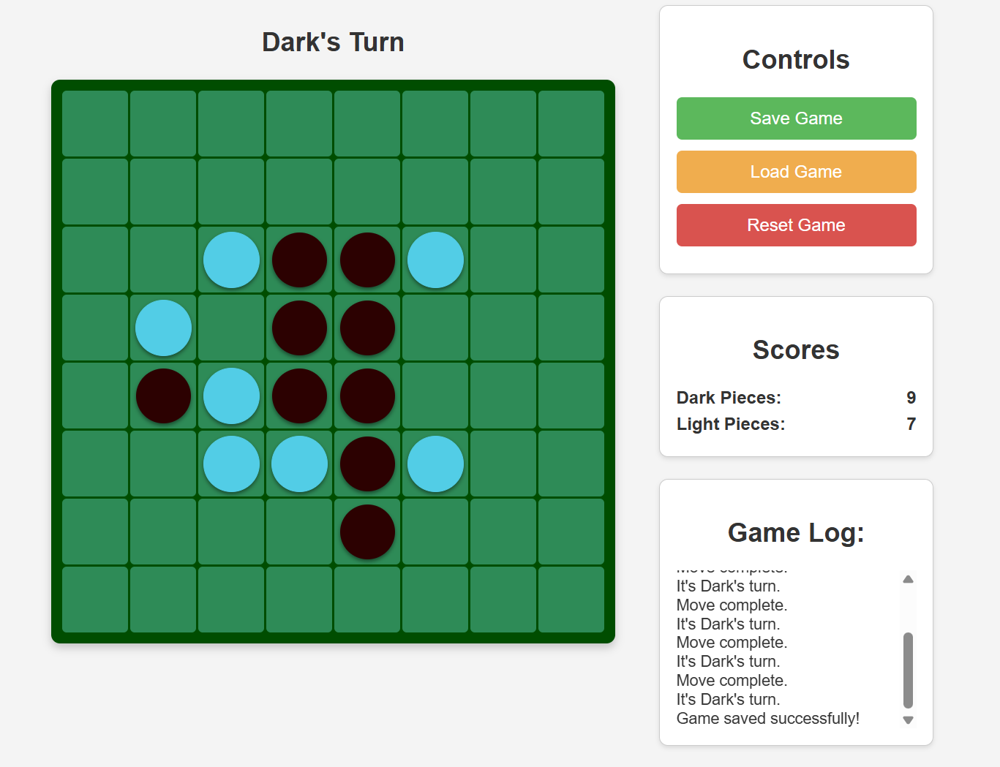 Dark's Turn
Controls
Save Game
Load Game
Reset Game
Scores
Dark Pieces: 9
Light Pieces: 7
Game Log:
Move complete.
It's Dark's turn.
Move complete.
It's Dark's turn.
Move complete.
It's Dark's turn.
Move complete.
It's Dark's turn.
Game saved successfully!